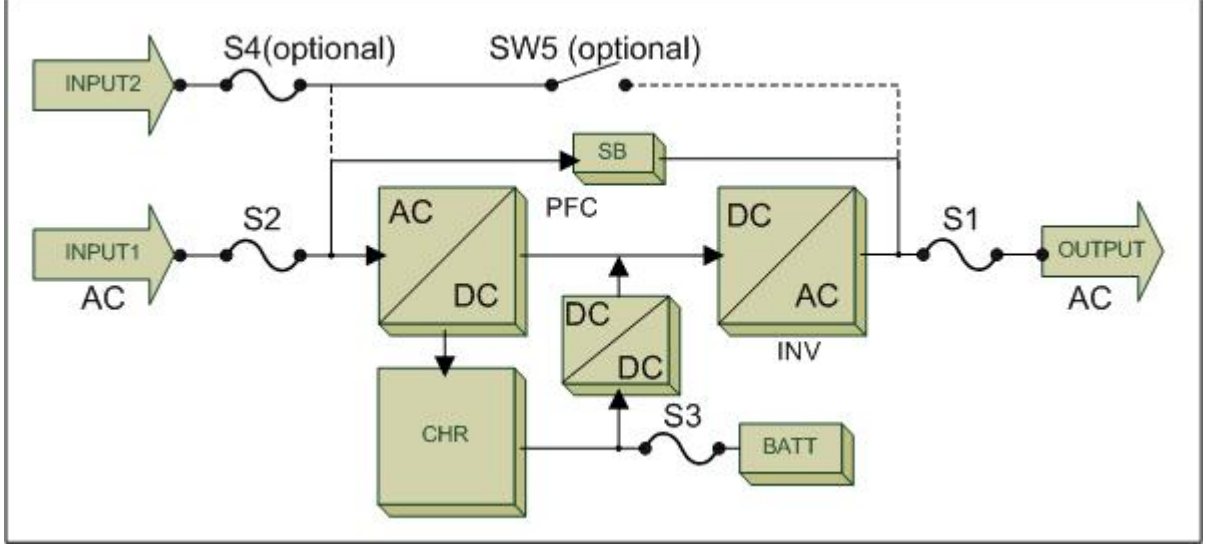 S4(optional)
SW5 (optional)
INPUT2
SB
PFC
S2
AC
DC
DC
AC
S1
INPUT1
AC
OUTPUT
AC
DC
DC
INV
CHR
S3
BATT